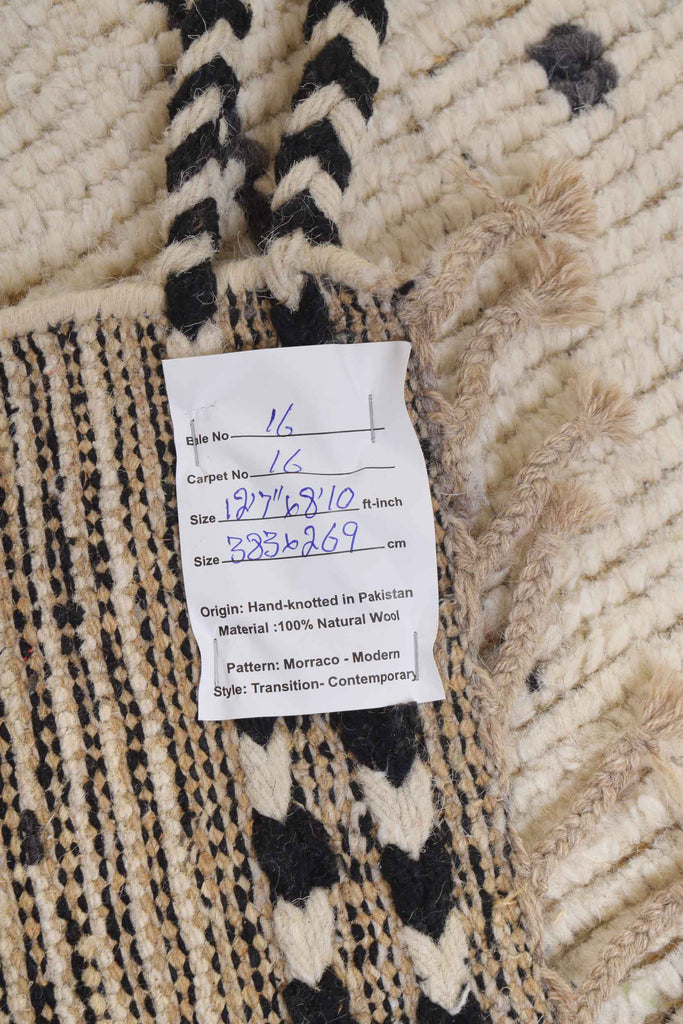 Bale No 16
Carpet No 16
Size 12'7"x8'10 ft-inch
Size 383x269 cm
Origin: Hand-knotted in Pakistan
Material :100% Natural Wool
Pattern: Morraco - Modern
Style: Transition- Contemporary